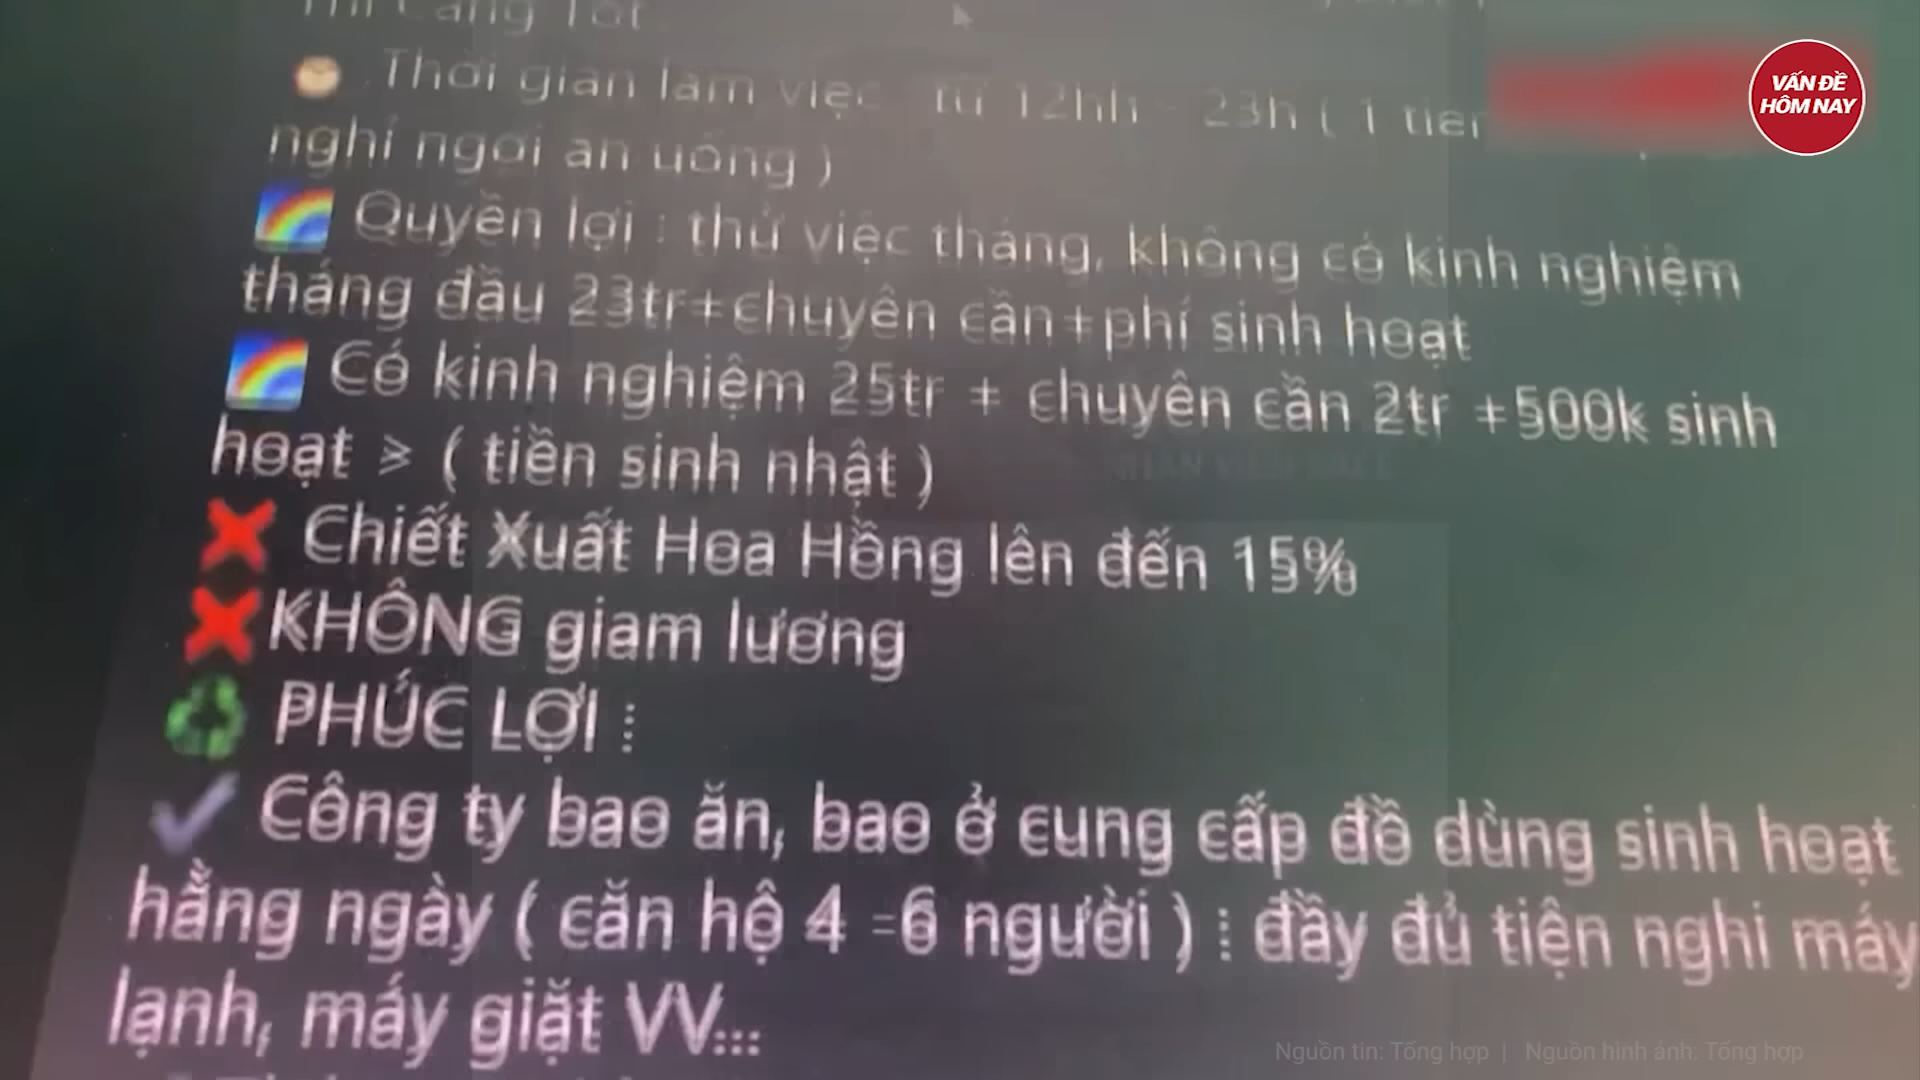 Thời gian làm việc từ 12hh - 23h ( 1
nghỉ ngơi ăn uống )
Quyền lợi : thử việc tháng, không có kinh nghiệm
tháng đầu 23tr+chuyên cần+phí sinh hoạt
Có kinh nghiệm 25tr + chuyên cần 2tr +500k sinh
hoạt > ( tiền sinh nhật )
Chiết Xuất Hoa Hồng lên đến 15%
KHÔNG giam lương
PHÚC LỢI :
Công ty bao ăn, bao ở cung cấp đồ dùng sinh hoạt
hằng ngày ( căn hộ 4 -6 người ) : đầy đủ tiện nghi máy
lạnh, máy giặt VV...
VẤN ĐỀ
HÔM NAY
Nguồn tin: Tổng hợp | Nguồn hình ảnh: Tổng hợp